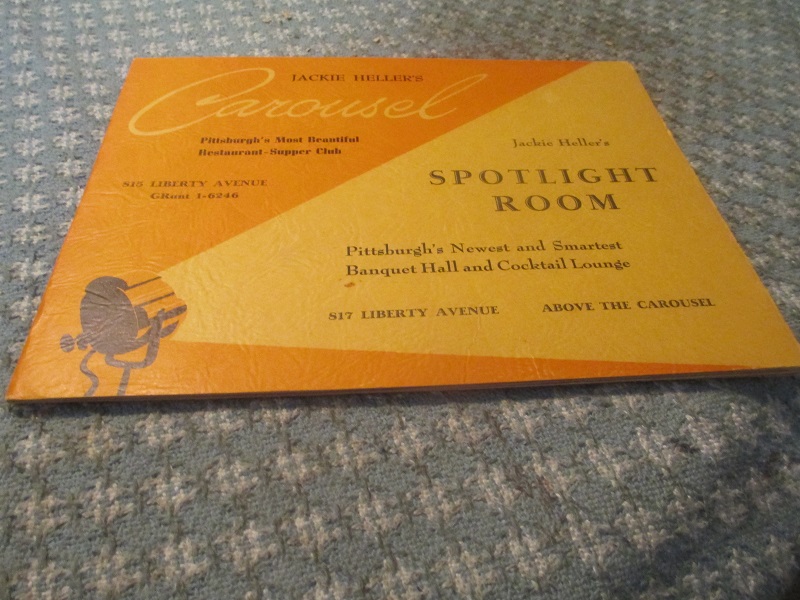 JACKIE HELLER'S
Carousel
Pittsburgh's Most Beautiful
Restaurant-Supper Club
815 LIBERTY AVENUE
GRant 1-6246
Jackie Heller's
SPOTLIGHT
ROOM
Pittsburgh's Newest and Smartest
Banquet Hall and Cocktail Lounge
817 LIBERTY AVENUE ABOVE THE CAROUSEL